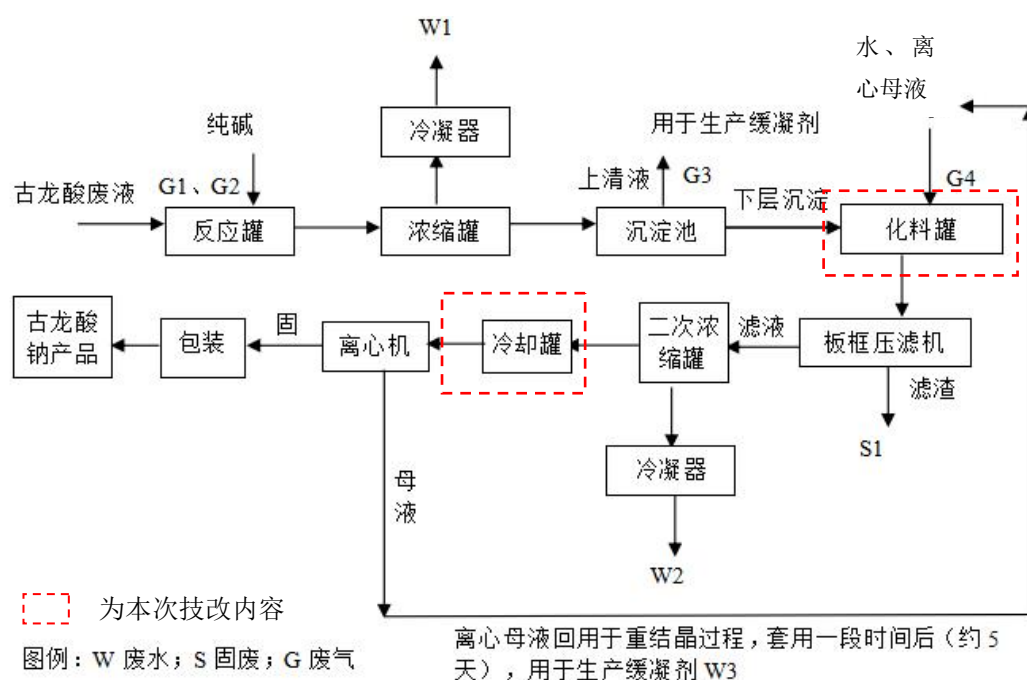 W1
水、离
心母液
纯碱
冷凝器
用于生产缓凝剂
古龙酸废液
G1、G2
上清液
G3
下层沉淀
G4
反应罐
浓缩罐
沉淀池
化料罐
古龙酸
钠产品
包装
固
离心机
冷却罐
二次浓
缩罐
滤液
板框压滤机
滤渣
S1
母
液
冷凝器
W2
为本次技改内容
图例：W 废水；S 固废；G 废气
离心母液回用于重结晶过程，套用一段时间后（约 5
天），用于生产缓凝剂 W3